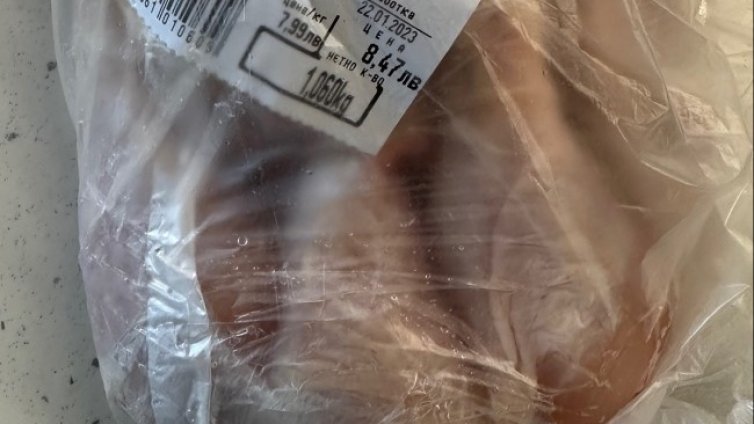 цена/кг
7,99лв
22.01.2023
ЦЕНА
8,47лв
НЕТНО К-ВО
1,060kg